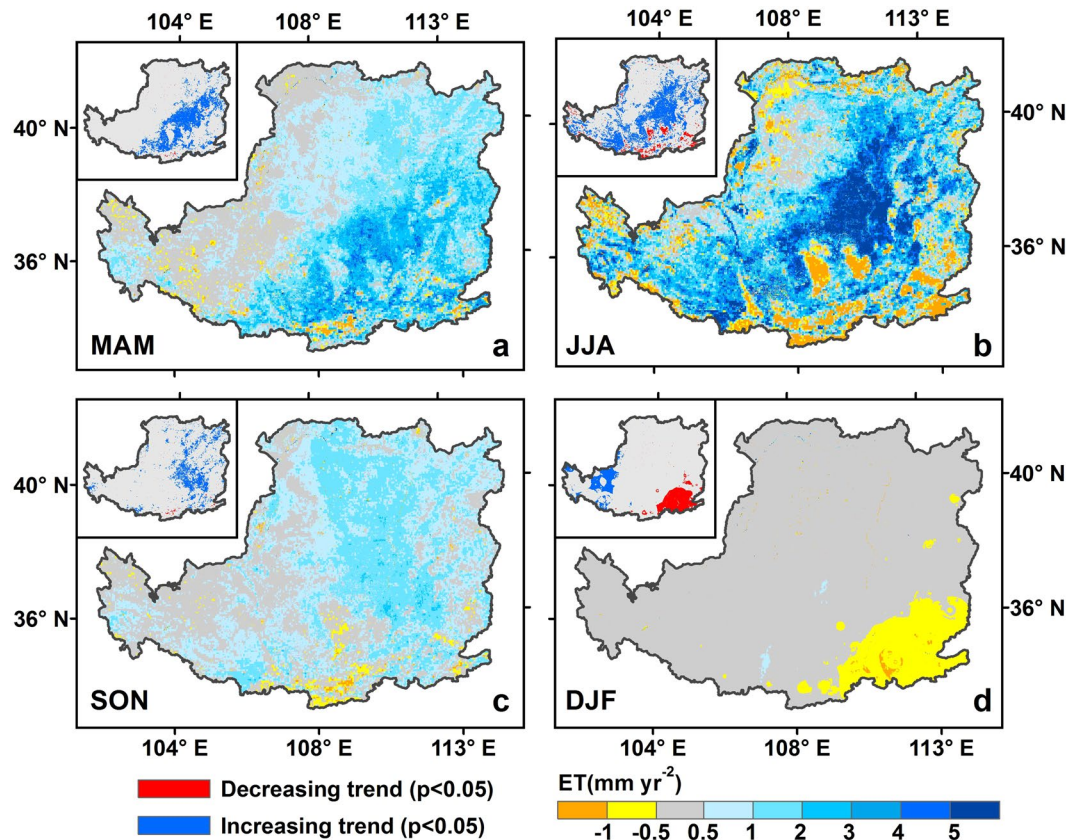 104° E 108° E 113° E 108° E 113° E
104° E
40° N
40° N
36° N
36° N
MAM a JJA b
40° N
40° N
36° N
36° N
SON c DJF d
104° E 108° E 113° E 104° E 108° E 113° E
Decreasing trend (p<0.05)
Increasing trend (p<0.05)
ET(mm yr⁻²)
-1 -0.5 0.5 1 2 3 4 5